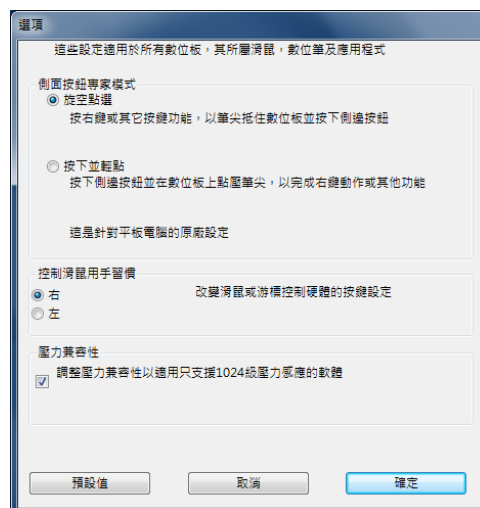 選項
這些設定適用於所有數位板，其所屬滑鼠，數位筆及應用程式
側面按鈕專家模式
旋空點選
按右鍵或其它按鍵功能，以筆尖抵住數位板並按下側邊按鈕
按下並輕點
按下側邊按鈕並在數位板上點壓筆尖，以完成右鍵動作或其他功能
這是針對平板電腦的原廠設定
控制滑鼠用手習慣
右 改變滑鼠或游標控制硬體的按鍵設定
左
壓力兼容性
調整壓力兼容性以適用只支援1024級壓力感應的軟體
預設值 取消 確定